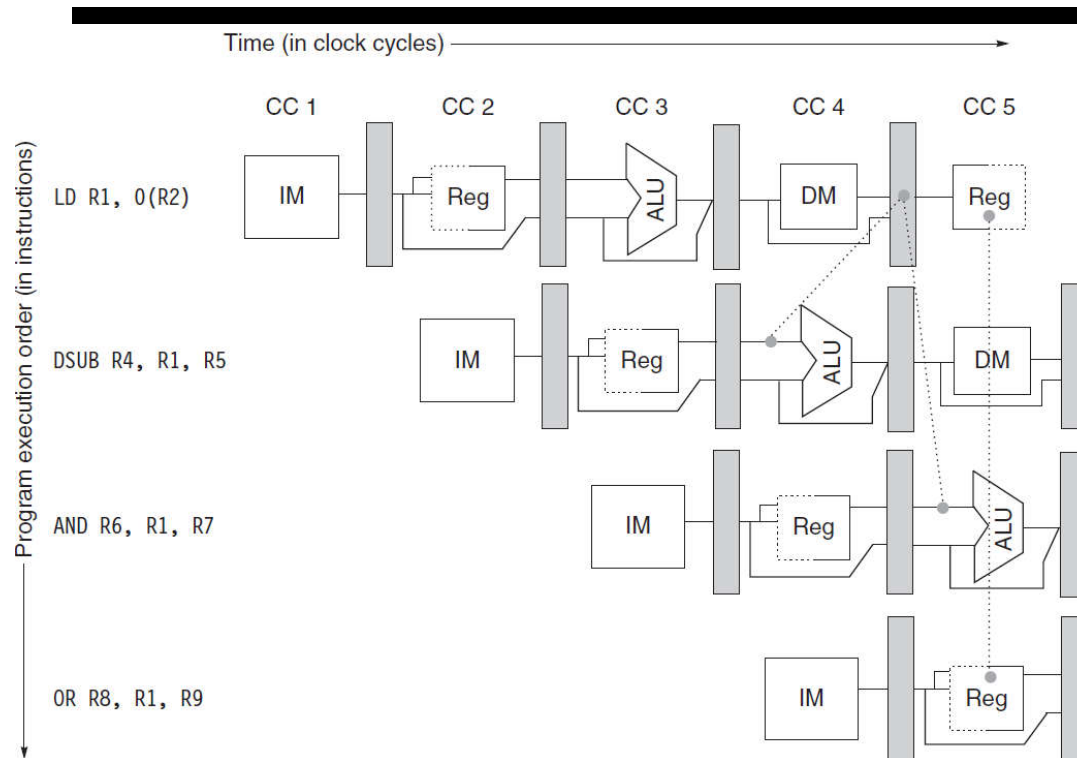 Time (in clock cycles)
CC 1 CC 2 CC 3 CC 4 CC 5
Program execution order (in instructions)
LD R1, 0(R2) IM Reg ALU DM Reg
DSUB R4, R1, R5 IM Reg ALU DM
AND R6, R1, R7 IM Reg ALU
OR R8, R1, R9 IM Reg